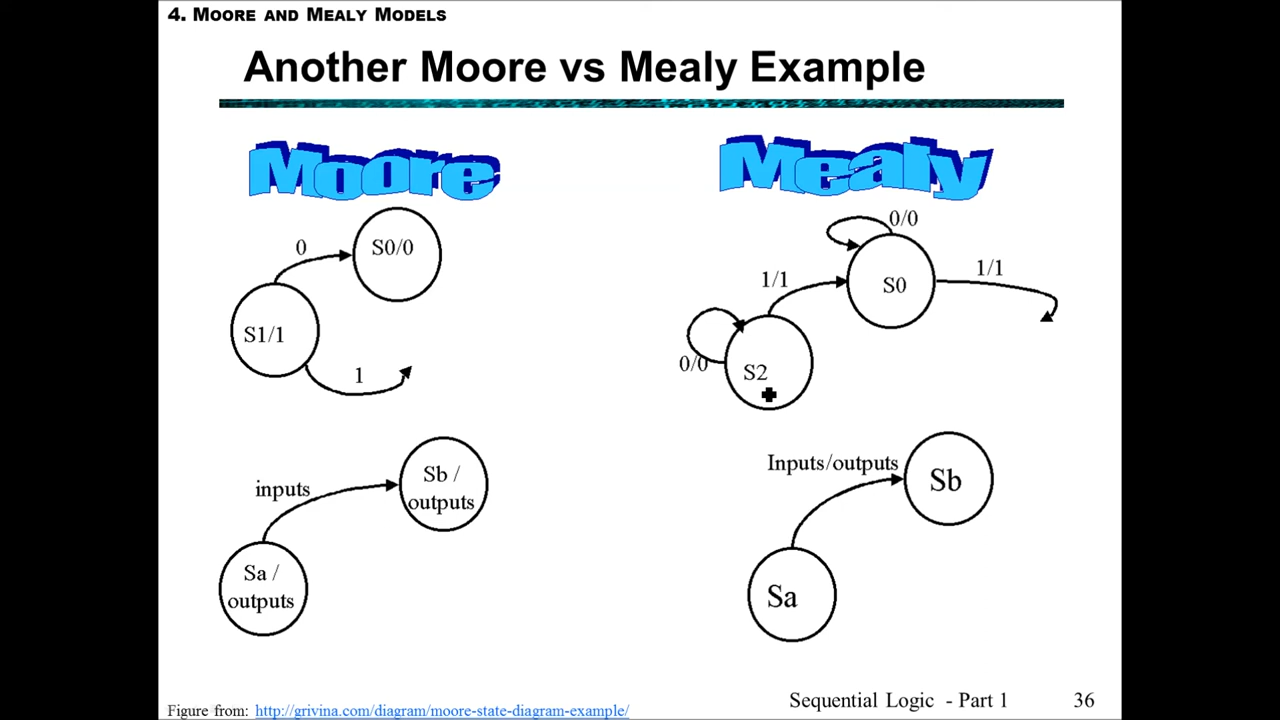 4. MOORE AND MEALY MODELS
Another Moore vs Mealy Example
Moore
Mealy
0
S0/0
S1/1
1
0/0
1/1
S0
1/1
0/0
S2
inputs
Sb /
outputs
Sa /
outputs
Inputs/outputs
Sb
Sa
Figure from: http://grivina.com/diagram/moore-state-diagram-example/
Sequential Logic - Part 1
36